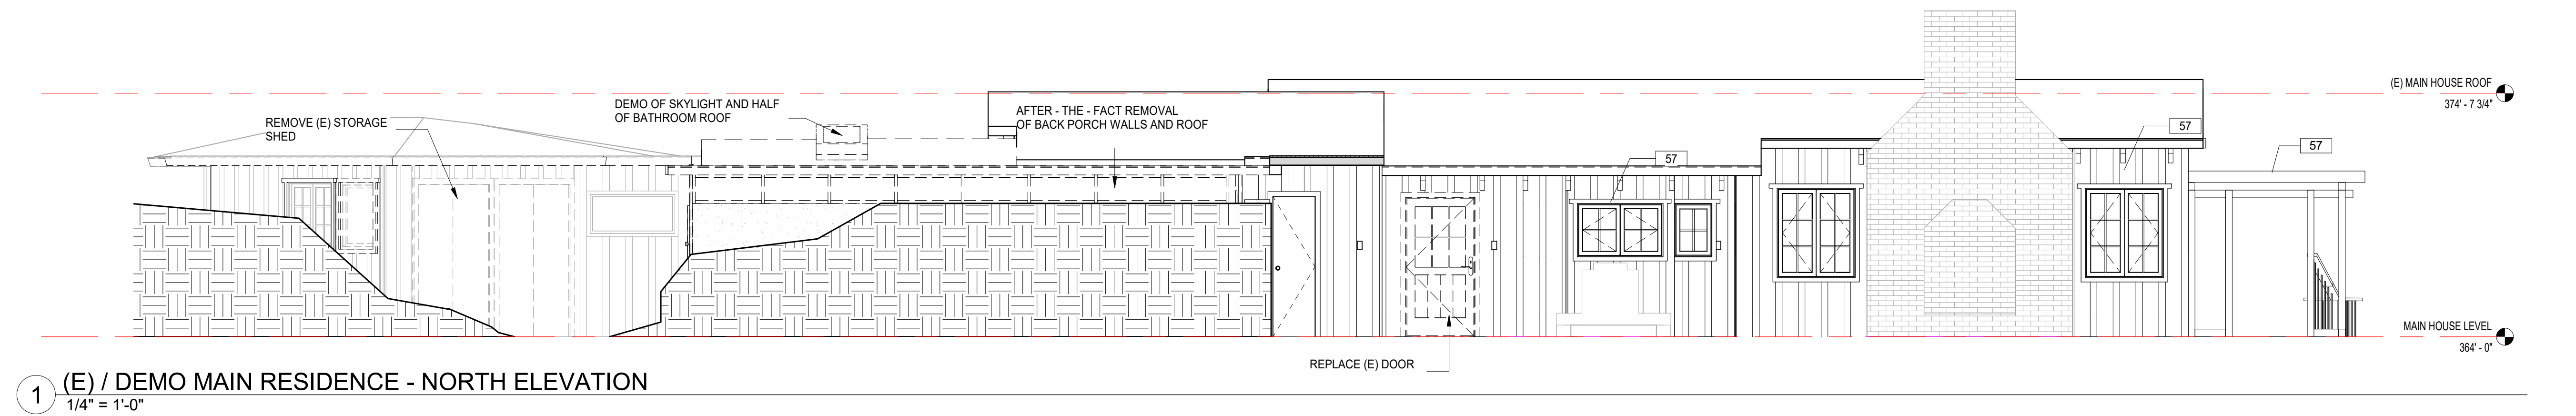 DEMO OF SKYLIGHT AND HALF
OF BATHROOM ROOF
REMOVE (E) STORAGE
SHED
AFTER - THE - FACT REMOVAL
OF BACK PORCH WALLS AND ROOF
(E) MAIN HOUSE ROOF
374' - 7 3/4"
57
57
57
MAIN HOUSE LEVEL
364' - 0"
REPLACE (E) DOOR
1
(E) / DEMO MAIN RESIDENCE - NORTH ELEVATION
1/4" = 1'-0"